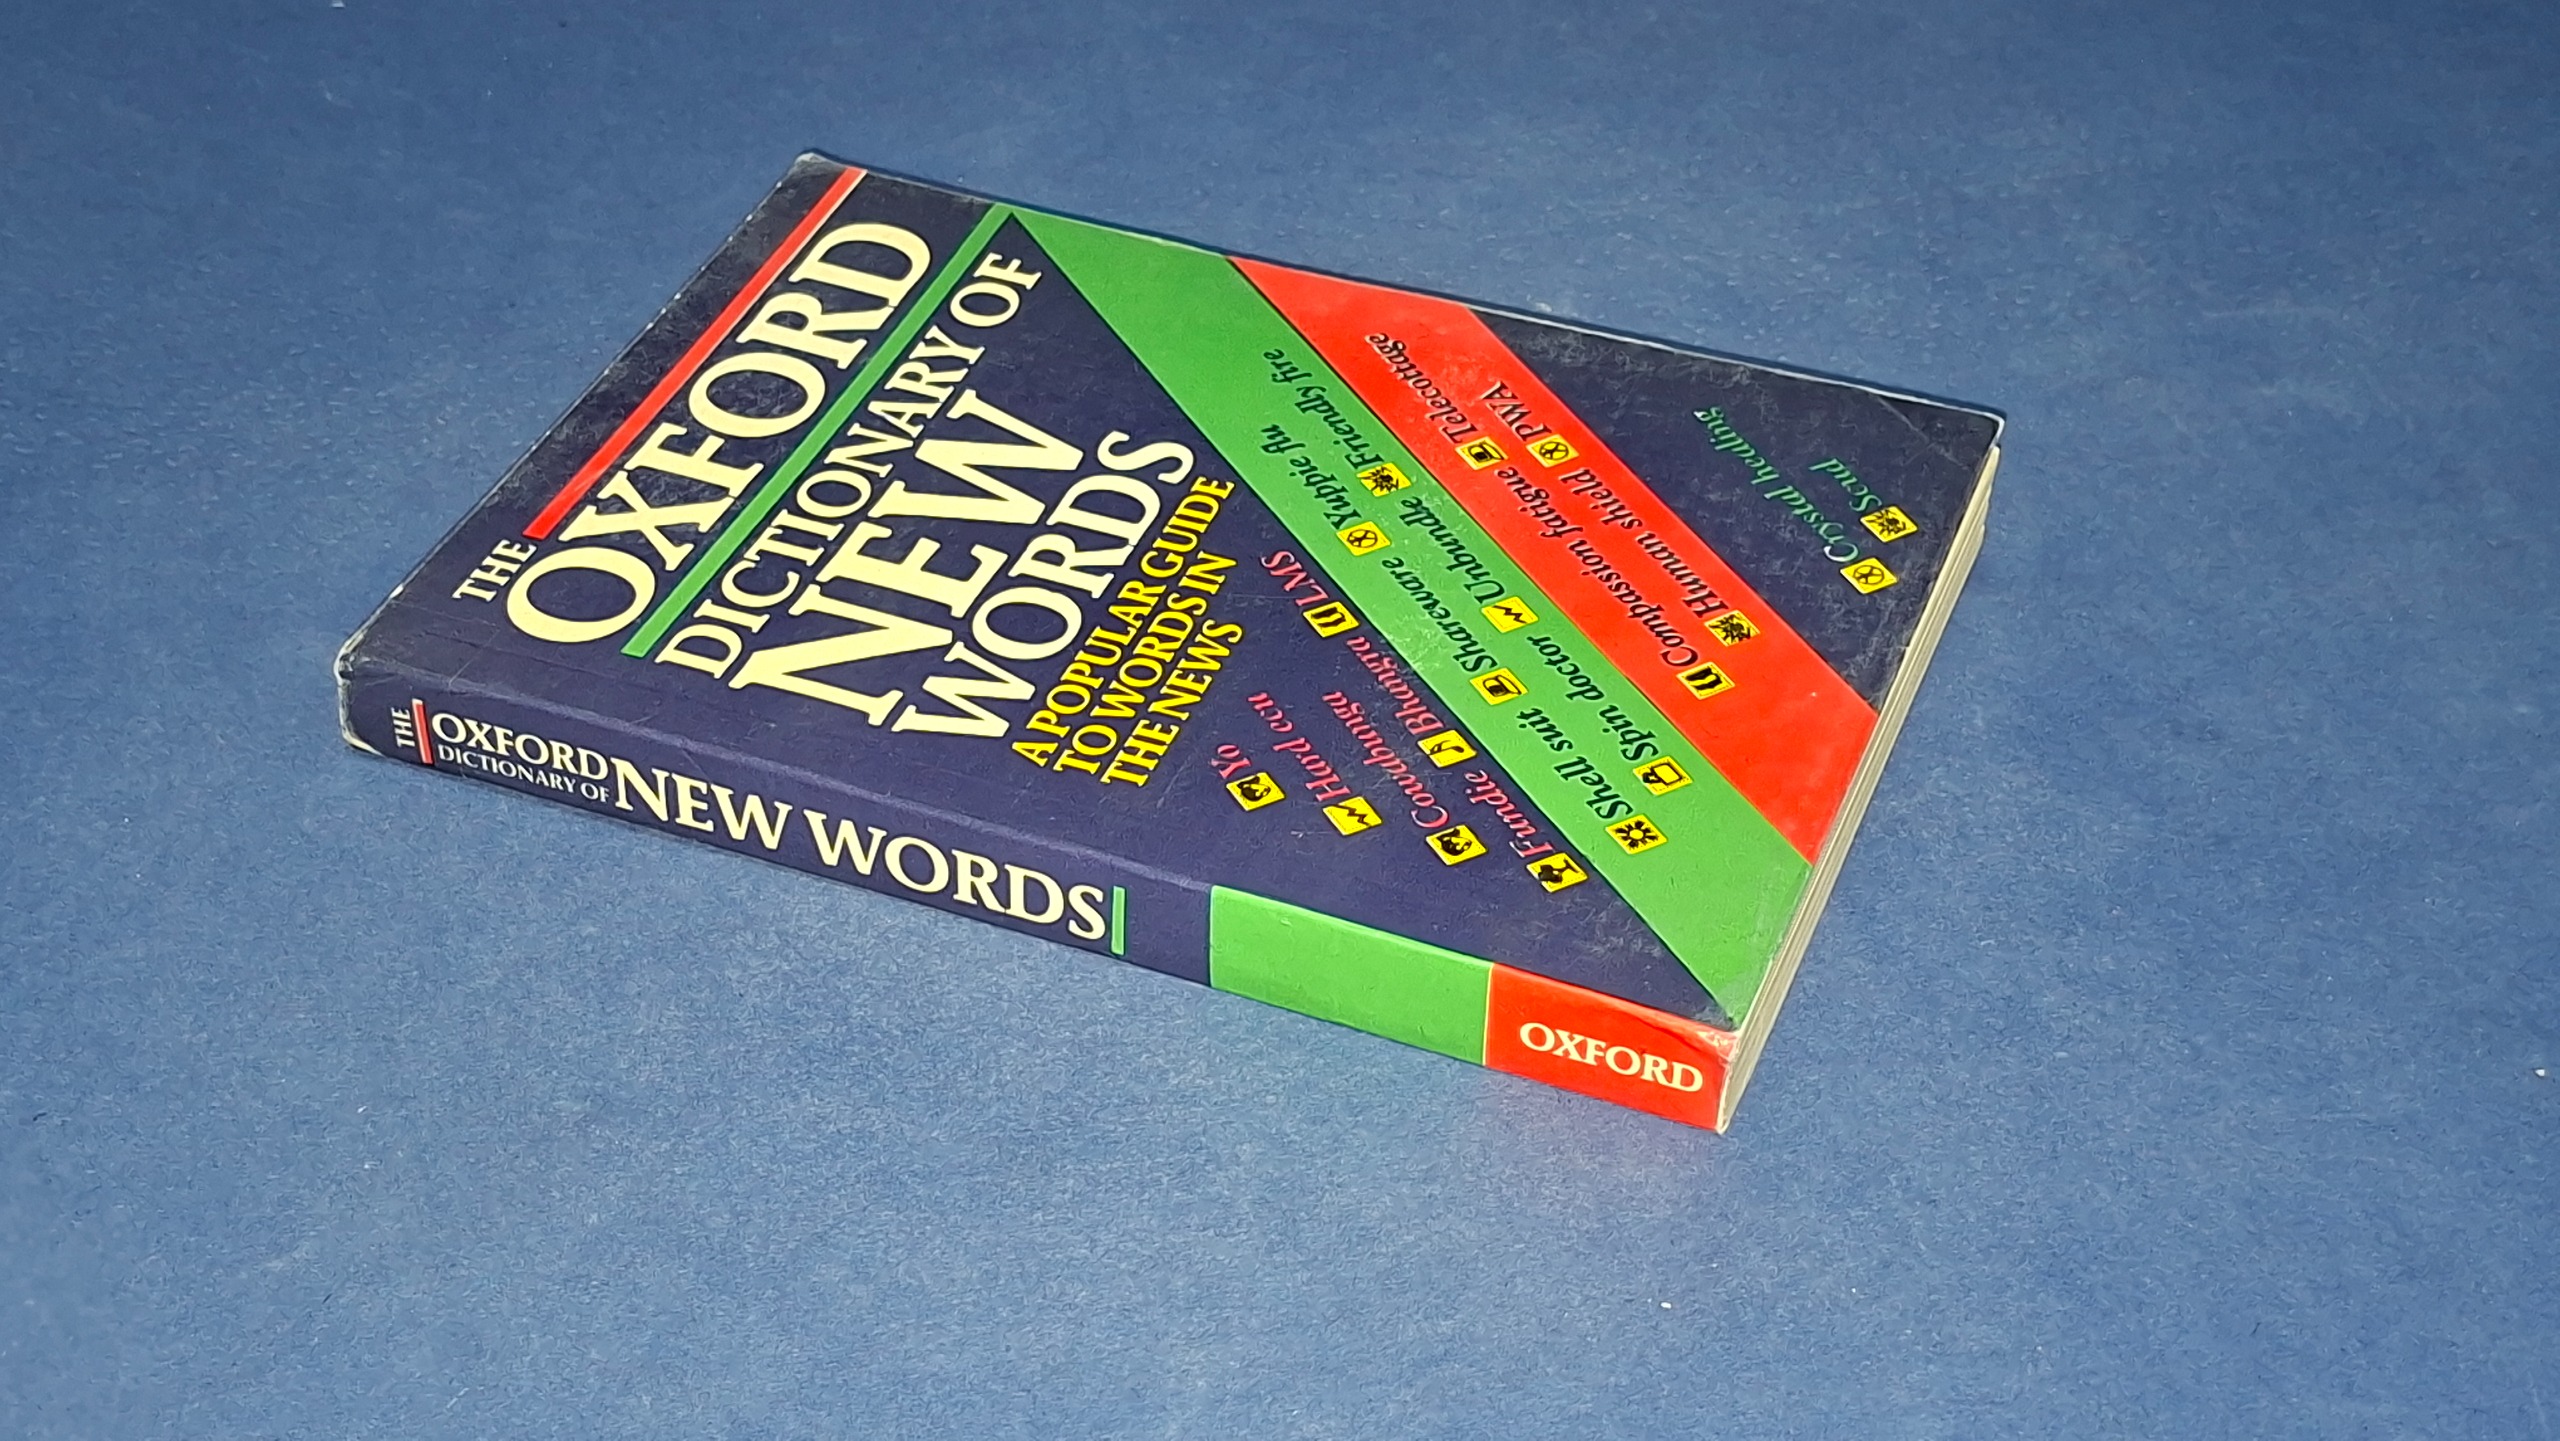 THE
OXFORD
DICTIONARY OF
NEW
WORDS
A POPULAR GUIDE
TO WORDS IN
THE NEWS
Yo
Hard ecu
Cowabunga
Fundie Bhangra LMS
Shell suit Shareware Yuppie flu
Spin doctor Unbundle Friendly fire
Compassion fatigue Telecottage
Human shield PWA
Crystal healing
Scud
THE
OXFORD
DICTIONARY OF
NEW WORDS
OXFORD